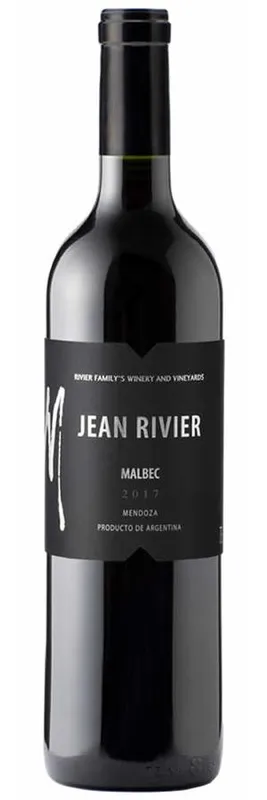 RIVIER FAMILY'S WINERY AND VINEYARDS
M
JEAN RIVIER
MALBEC
2017
MENDOZA
PRODUCTO DE ARGENTINA